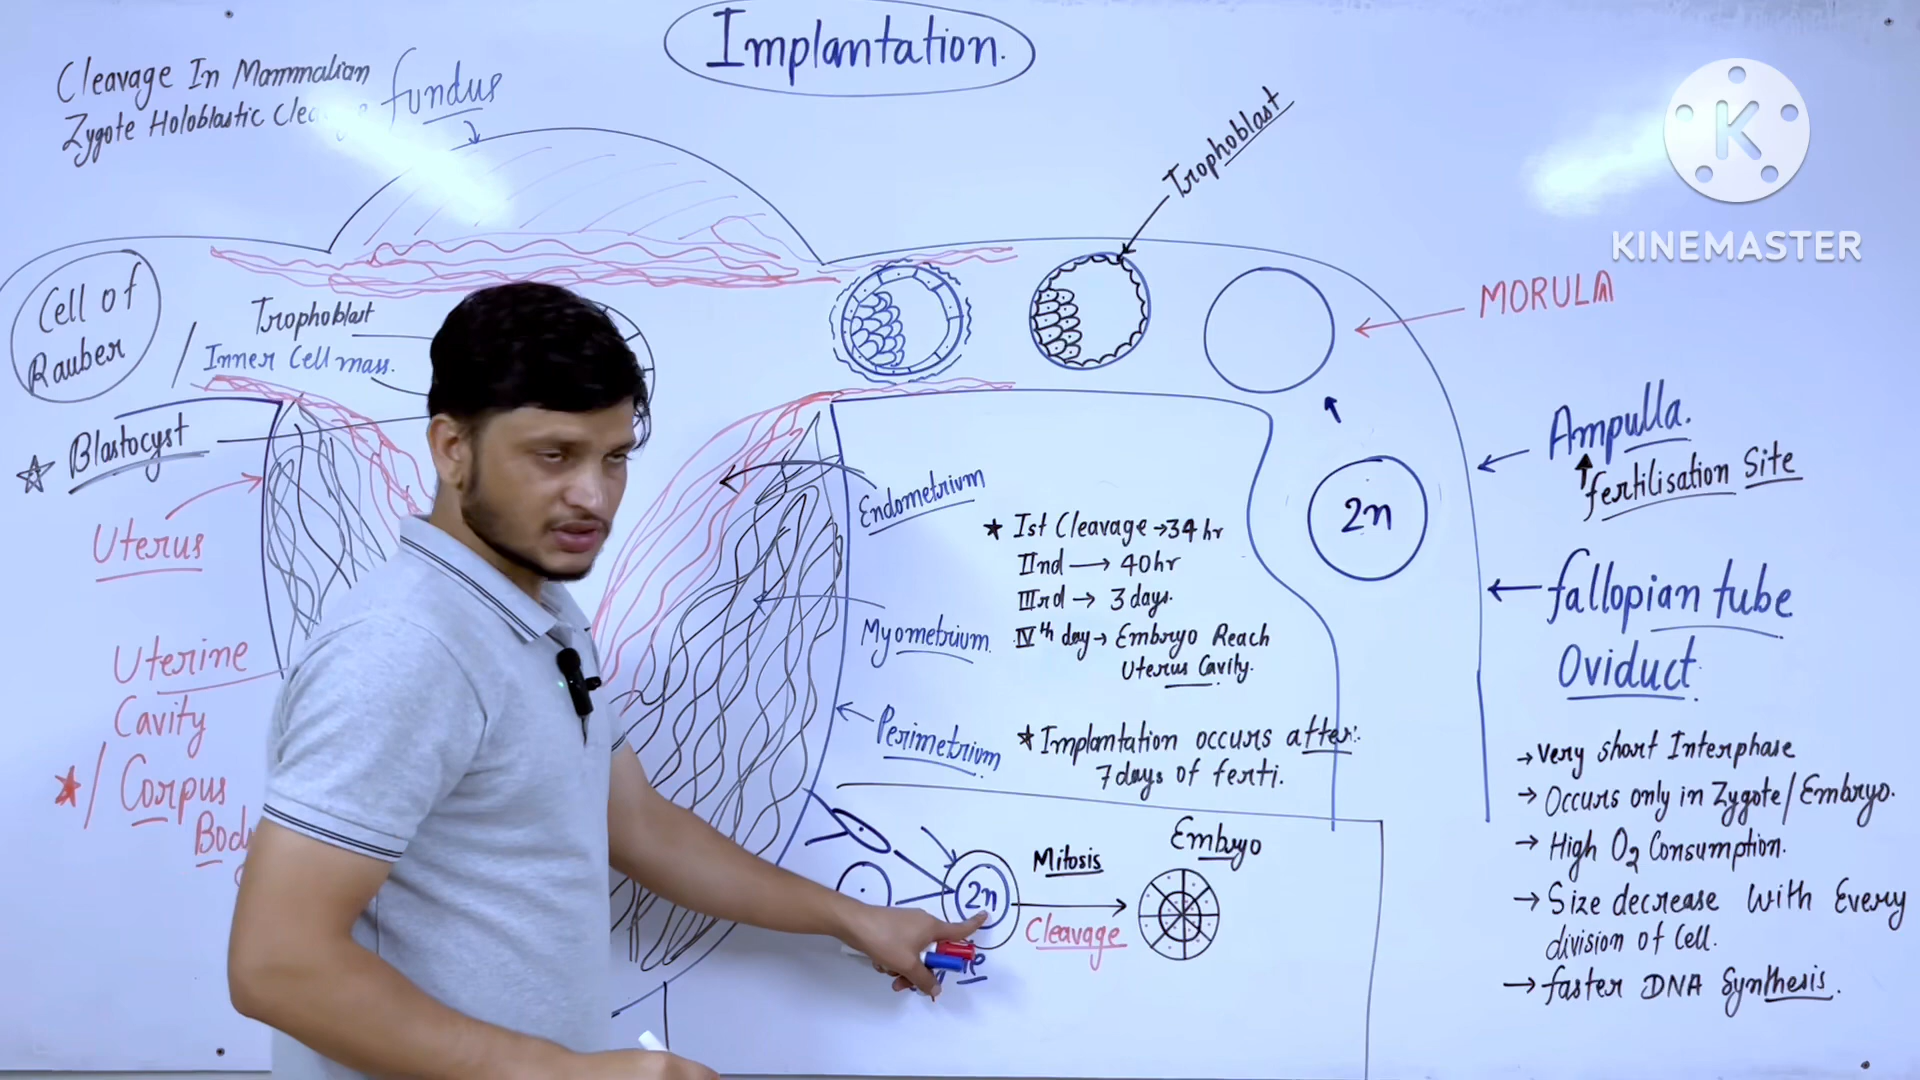 Implantation.
Cleavage In Mammalian
Zygote Holoblastic
fundus
Trophoblast
KINEMASTER
MORULA
Cell of
Rauber
Trophoblast
Inner Cell mass.
Blastocyst
Uterus
Uterine
Cavity
Corpus
Body
Endometrium
Myometrium
Perimetrium
Ist Cleavage → 34 hr
IInd → 40hr
IIIrd → 3 days.
IVth day → Embryo Reach
Uterus Cavity.
Implantation occurs after:
7 days of ferti.
Ampulla.
fertilisation Site
2n
fallopian tube
Oviduct
→ Very short Interphase
→ Occurs only in Zygote/Embryo.
→ High O2 Consumption.
→ Size decrease With Every
division of Cell.
→ faster DNA Synthesis.
2n
Mitosis
Cleavage
Embryo